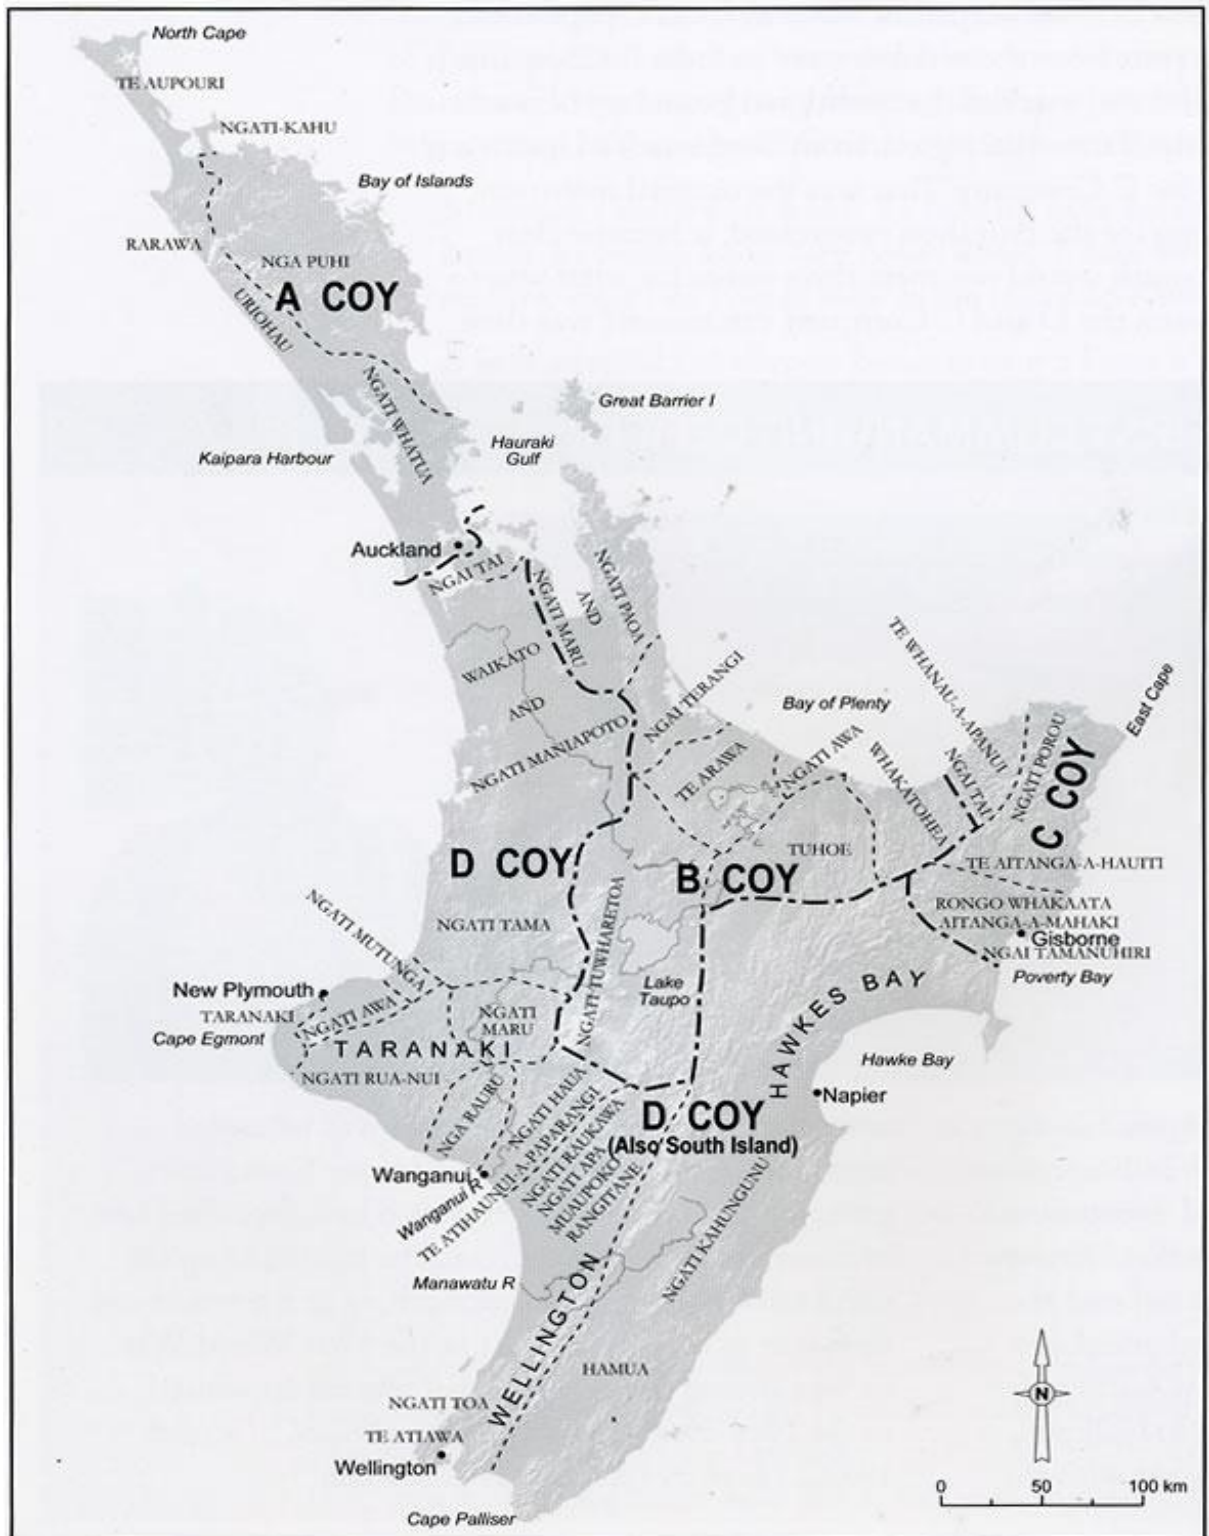 North Cape
TE AUPOURI
NGATI-KAHU
Bay of Islands
RARAWA
NGA PUHI
A COY
URIOHAU
NGATI WHATUA
Great Barrier I
Hauraki
Gulf
Kaipara Harbour
Auckland
NGAI TAI
NGATI MARU
AND
NGATI PAOA
WAIKATO
AND
NGATI MANIAPOTO
NGAI TERANGI
Bay of Plenty
TE WHANAU-A-APANUI
East Cape
TE ARAWA
NGATI AWA
WHAKATOHEA
NGAI TAI
NGATI POROU
C COY
D COY
B COY
TUHOE
TE AITANGA-A-HAUITI
NGATI TAMA
NGATI TUWHARETOA
RONGO WHAKAATA
AITANGA-A-MAHAKI
Gisborne
NGAI TAMANUHIRI
Poverty Bay
NGATI MUTUNGA
Lake
Taupo
HAWKES BAY
New Plymouth
TARANAKI
NGATI AWA
NGATI
MARU
Cape Egmont
TARANAKI
Hawke Bay
NGATI RUA-NUI
Napier
NGA RAURU
NGATI HAUA
D COY
(Also South Island)
Wanganui
Wanganui R
TE ATIHAUNUI-A-PAPARANGI
NGATI RAUKAWA
NGATI APA
MUAUPOKO
RANGITANE
NGATI KAHUNGUNU
Manawatu R
WELLINGTON
HAMUA
NGATI TOA
TE ATIAWA
Wellington
Cape Palliser
N
0 50 100 km